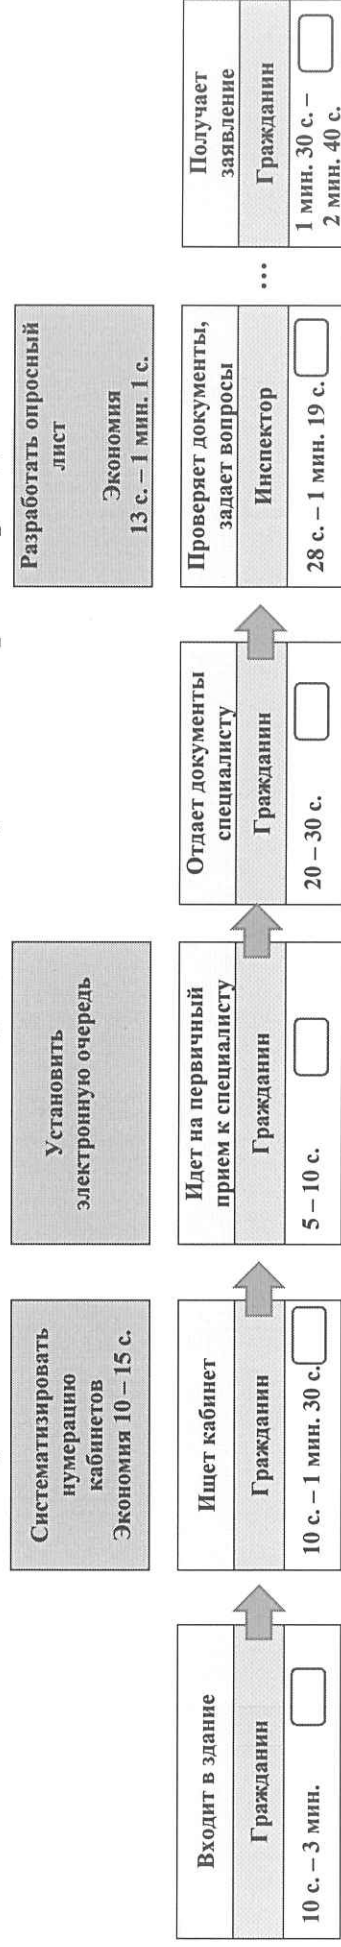 Входит в здание
Гражданин
10 с. – 3 мин.
Систематизировать
нумерацию
кабинетов
Экономия 10 – 15 с.
Ищет кабинет
Гражданин
10 с. – 1 мин. 30 с.
Установить
электронную очередь
Идет на первичный
прием к специалисту
Гражданин
5 – 10 с.
Отдает документы
специалисту
Гражданин
20 – 30 с.
Разработать опросный
лист
Экономия
13 с. – 1 мин. 1 с.
Проверяет документы,
задает вопросы
Инспектор
28 с. – 1 мин. 19 с.
...
Получает
заявление
Гражданин
1 мин. 30 с. –
2 мин. 40 с.